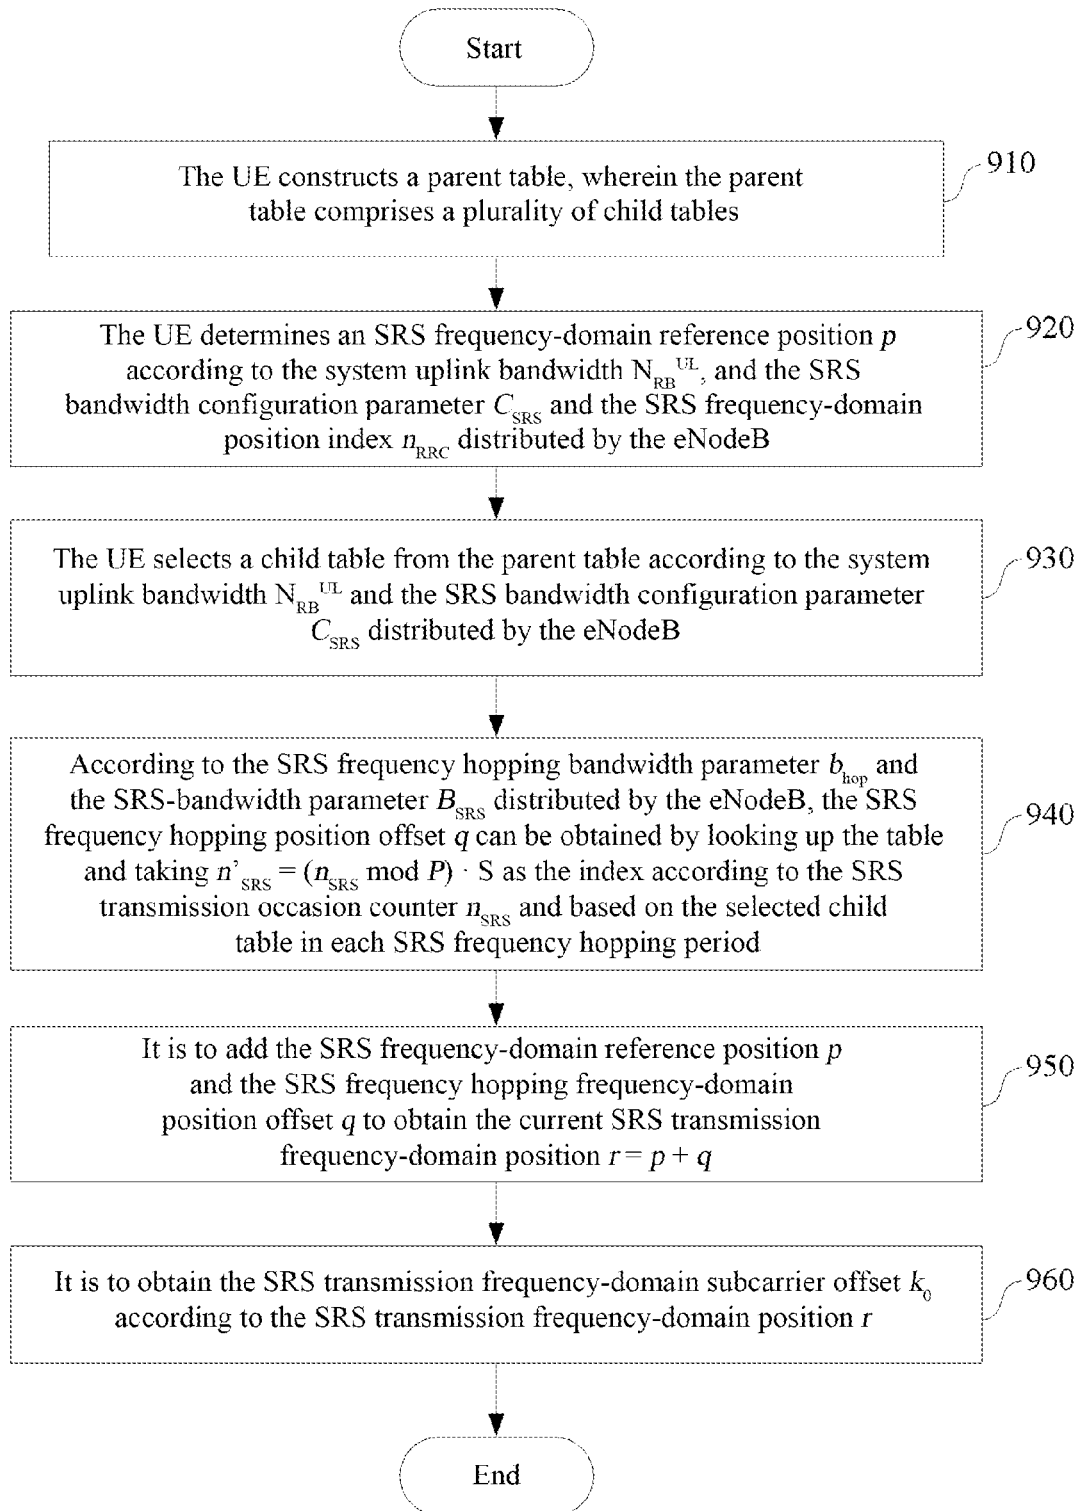 Start
The UE constructs a parent table, wherein the parent
table comprises a plurality of child tables
910
The UE determines an SRS frequency-domain reference position p
according to the system uplink bandwidth N_RB^UL, and the SRS
bandwidth configuration parameter C_SRS and the SRS frequency-domain
position index n_RRC distributed by the eNodeB
920
The UE selects a child table from the parent table according to the system
uplink bandwidth N_RB^UL and the SRS bandwidth configuration parameter
C_SRS distributed by the eNodeB
930
According to the SRS frequency hopping bandwidth parameter b_hop and
the SRS-bandwidth parameter B_SRS distributed by the eNodeB, the SRS
frequency hopping position offset q can be obtained by looking up the table
and taking n'_SRS = (n_SRS mod P) · S as the index according to the SRS
transmission occasion counter n_SRS and based on the selected child
table in each SRS frequency hopping period
940
It is to add the SRS frequency-domain reference position p
and the SRS frequency hopping frequency-domain
position offset q to obtain the current SRS transmission
frequency-domain position r = p + q
950
It is to obtain the SRS transmission frequency-domain subcarrier offset k_0
according to the SRS transmission frequency-domain position r
960
End